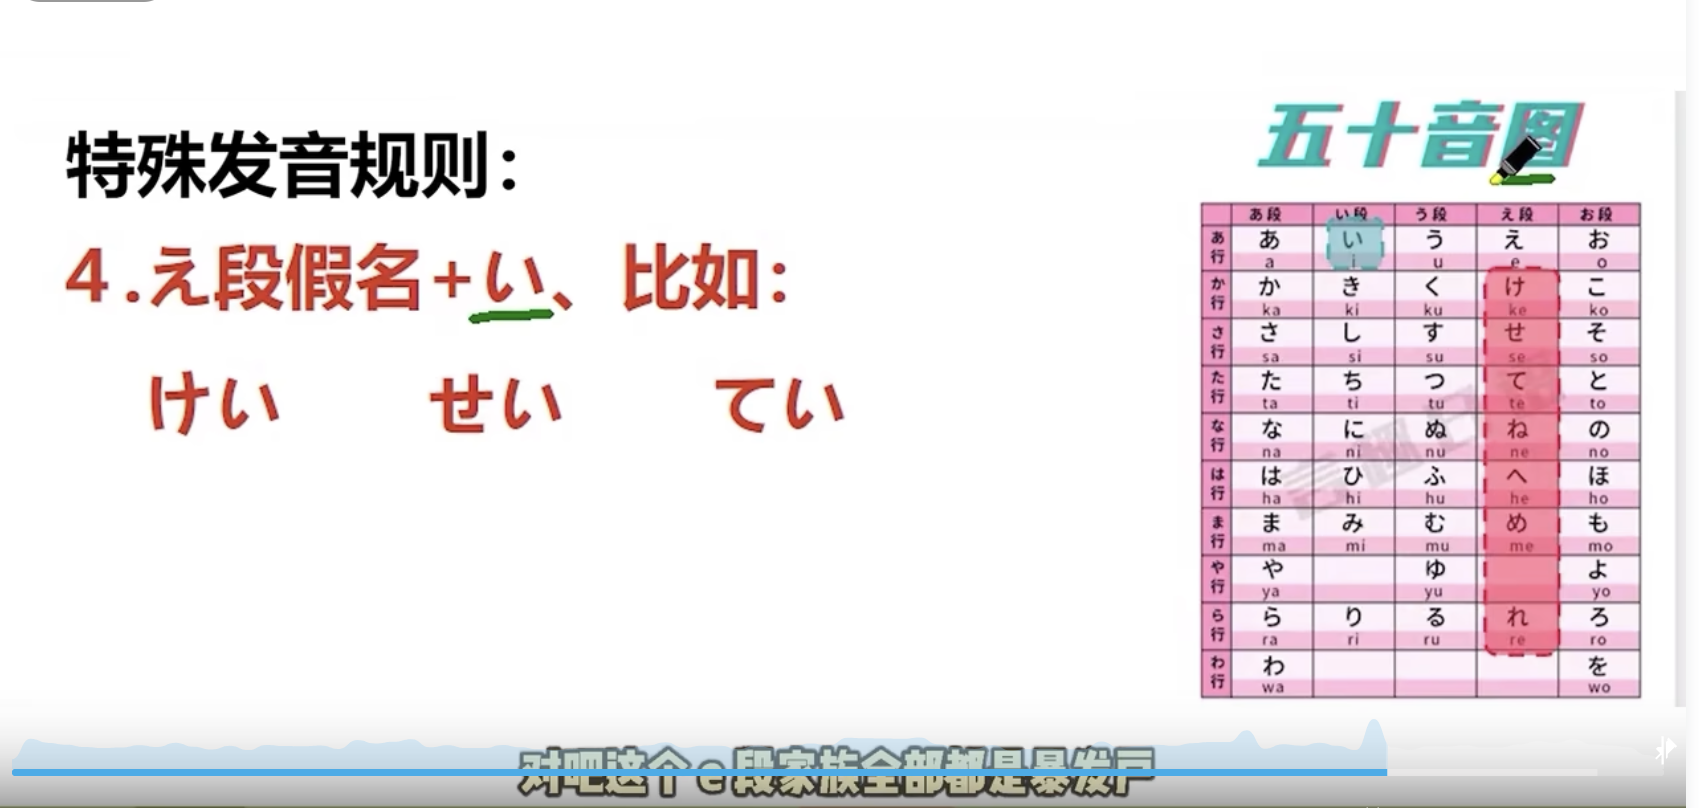 特殊发音规则：
4.え段假名+い、比如：
けい せい てい
五十音图
あ段 い段 う段 え段 お段
あ行 あ い う え お
a i u e o
か行 か き く け こ
ka ki ku ke ko
さ行 さ し す せ そ
sa si su se so
た行 た ち つ て と
ta ti tu te to
な行 な に ぬ ね の
na ni nu ne no
は行 は ひ ふ へ ほ
ha hi hu he ho
ま行 ま み む め も
ma mi mu me mo
や行 や ゆ よ
ya yu yo
ら行 ら り る れ ろ
ra ri ru re ro
わ行 わ を
wa wo
对吧这个e段家族全部都是暴发户